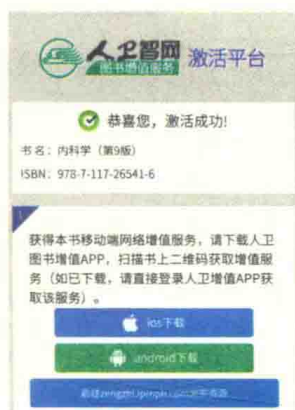 人卫智网
图书增值服务
激活平台
恭喜您，激活成功!
书名：内科学（第9版）
ISBN：978-7-117-26541-6
获得本书移动端网络增值服务，请下载人卫
图书增值APP，扫描书上二维码获取增值服
务（如已下载，请直接登录人卫增值APP获
取该服务）。
ios下载
android下载